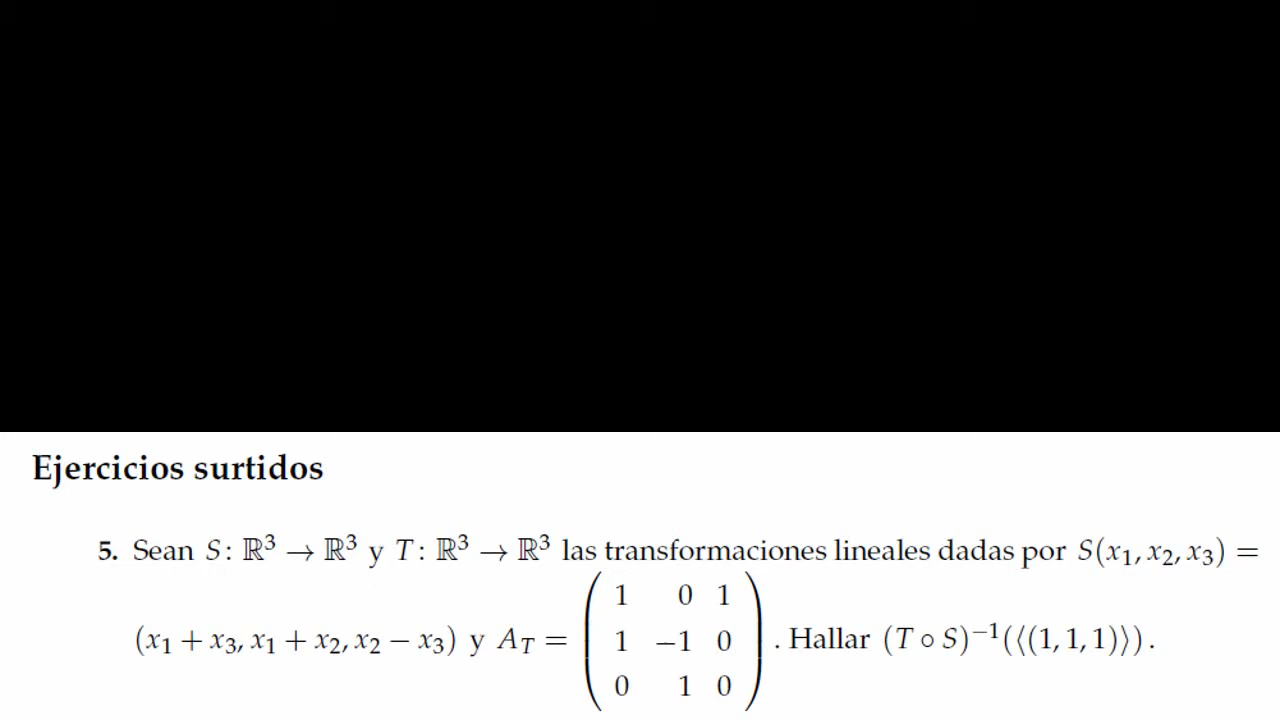 Ejercicios surtidos
5. Sean S: ℝ³ → ℝ³ y T: ℝ³ → ℝ³ las transformaciones lineales dadas por S(x₁, x₂, x₃) =
(x₁ + x₃, x₁ + x₂, x₂ − x₃) y A_T = ( 1 0 1
1 −1 0
0 1 0 ). Hallar (T ∘ S)⁻¹(⟨(1, 1, 1)⟩).